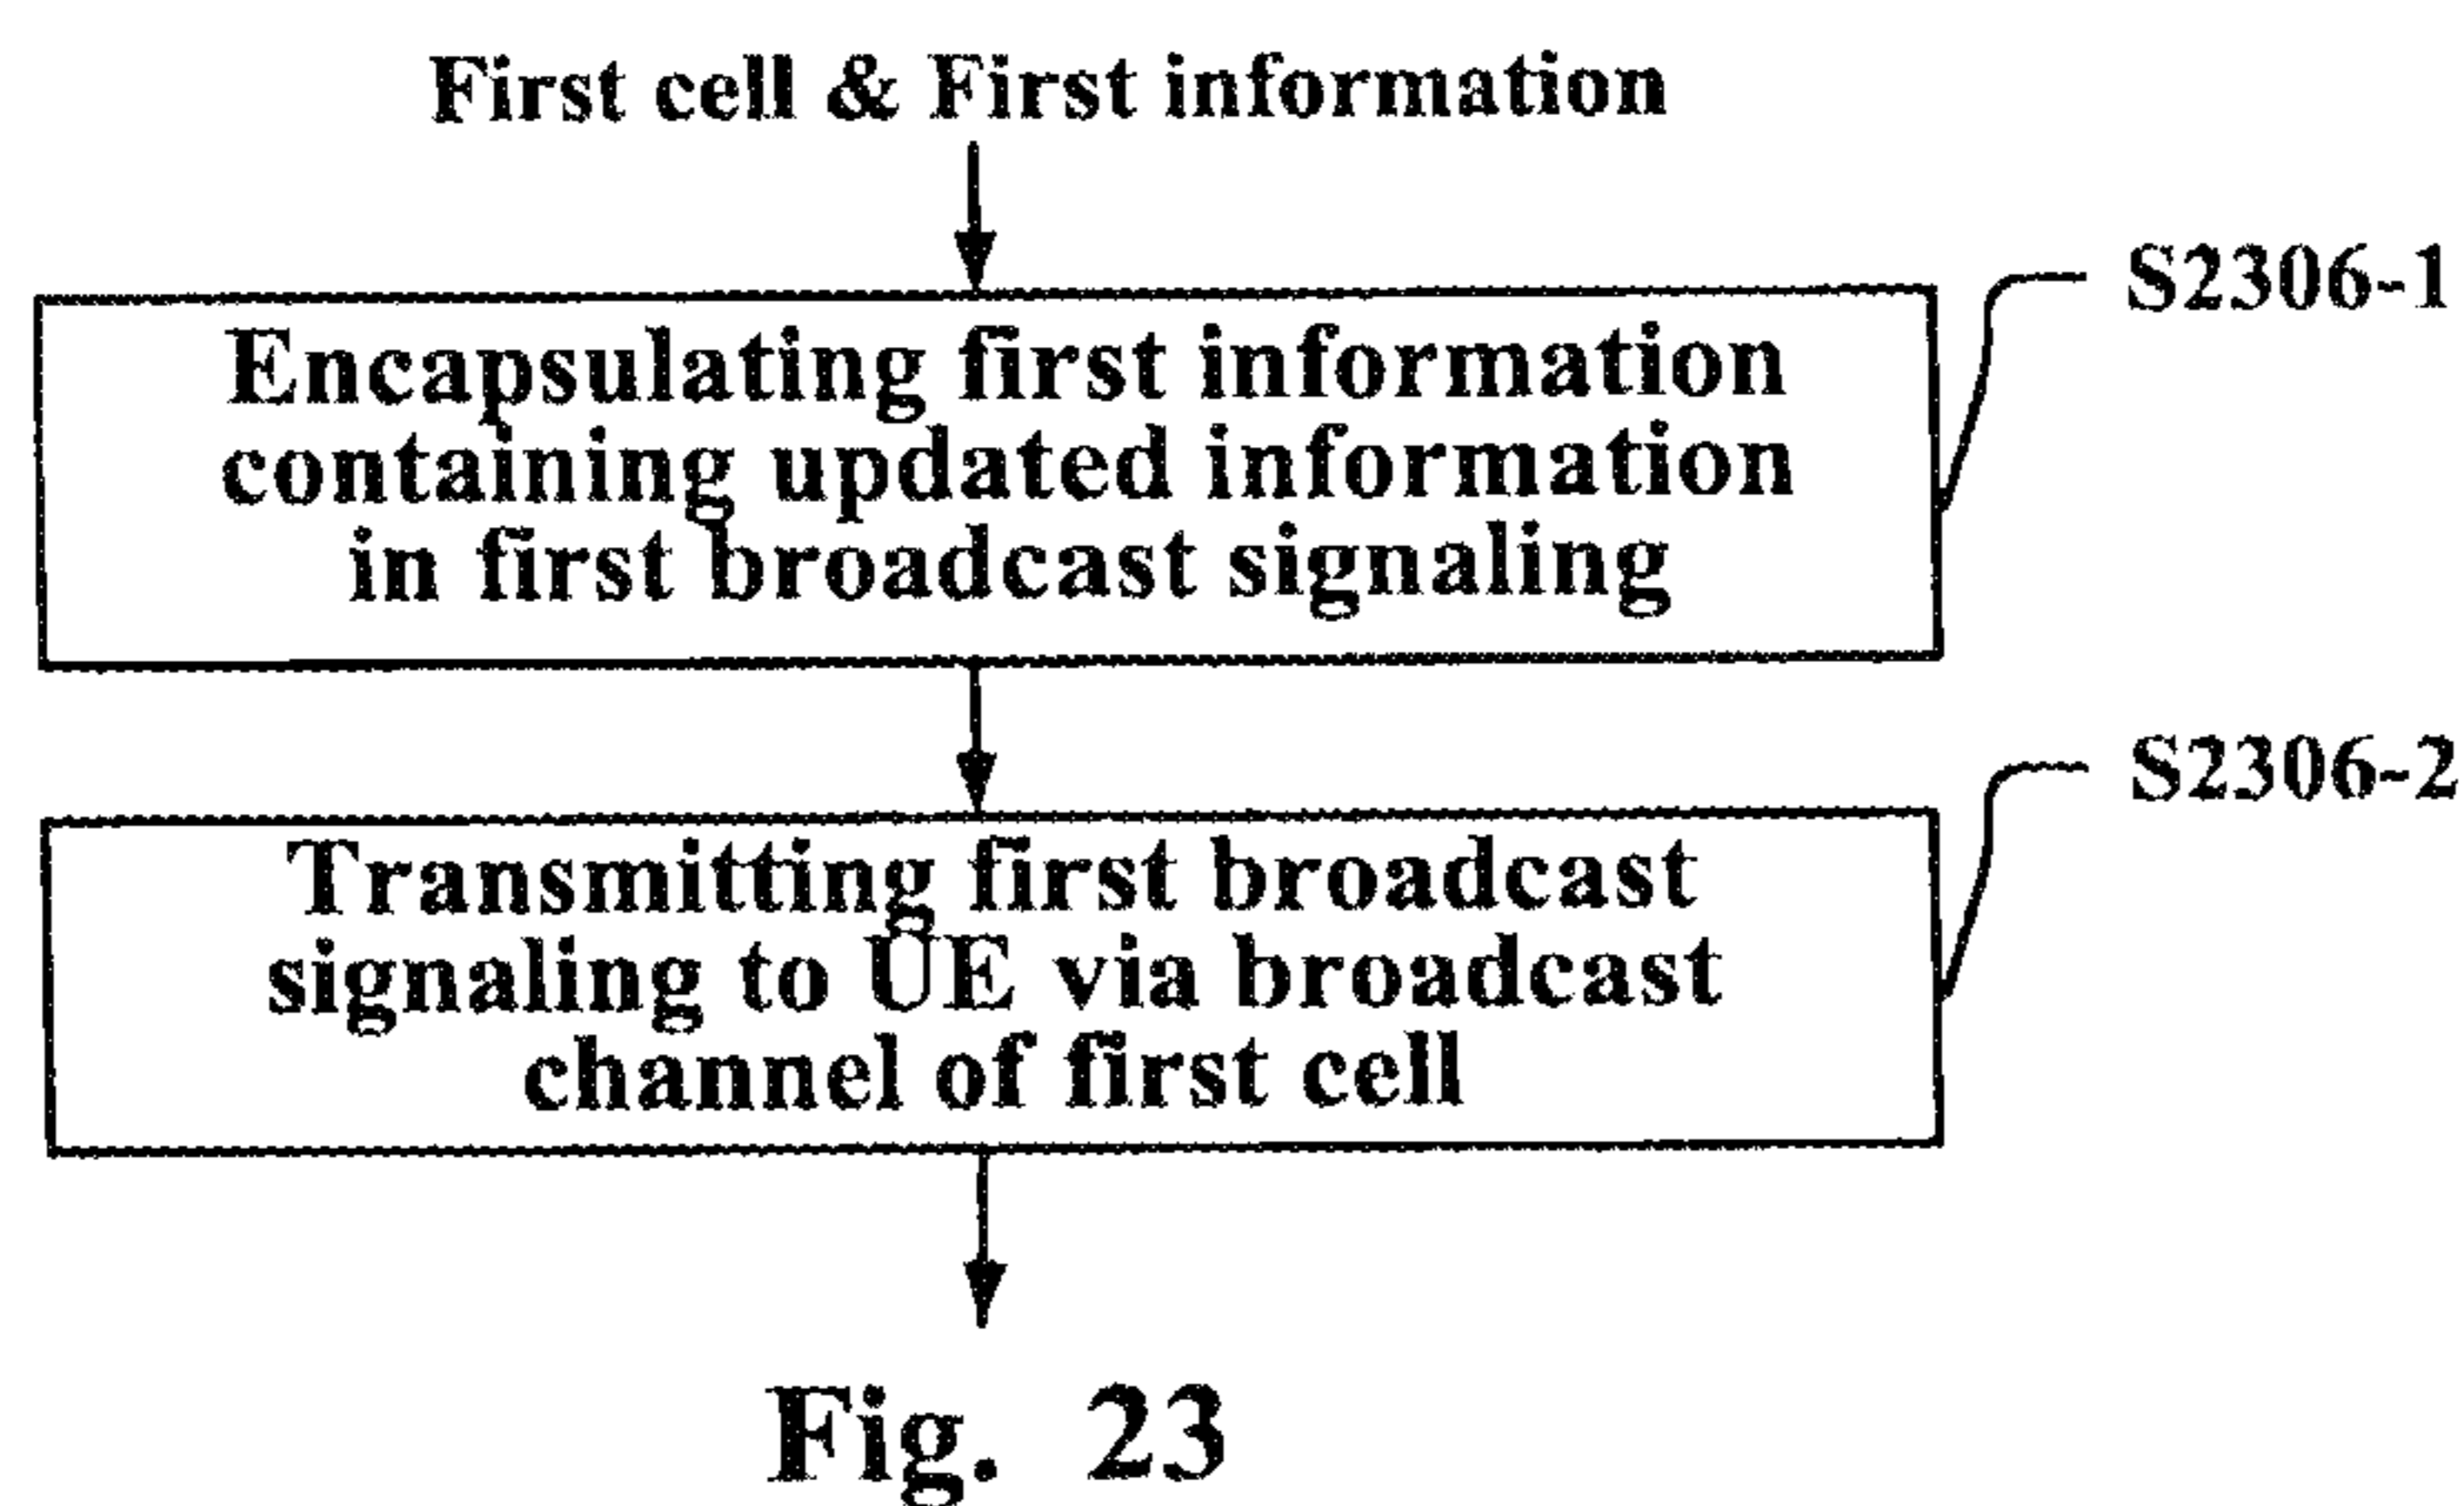 First cell & First information
S2306-1
Encapsulating first information
containing updated information
in first broadcast signaling
S2306-2
Transmitting first broadcast
signaling to UE via broadcast
channel of first cell
Fig. 23